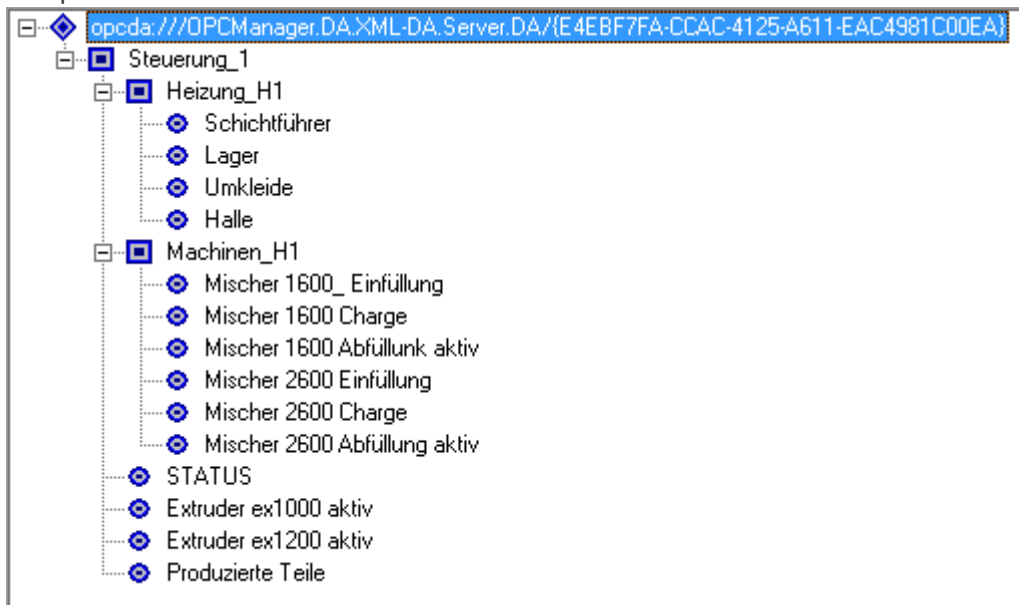 opcda:///OPCManager.DA.XML-DA.Server.DA/{E4EBF7FA-CCAC-4125-A611-EAC4981C00EA}
Steuerung_1
Heizung_H1
Schichtführer
Lager
Umkleide
Halle
Machinen_H1
Mischer 1600_ Einfüllung
Mischer 1600 Charge
Mischer 1600 Abfüllunk aktiv
Mischer 2600 Einfüllung
Mischer 2600 Charge
Mischer 2600 Abfüllung aktiv
STATUS
Extruder ex1000 aktiv
Extruder ex1200 aktiv
Produzierte Teile